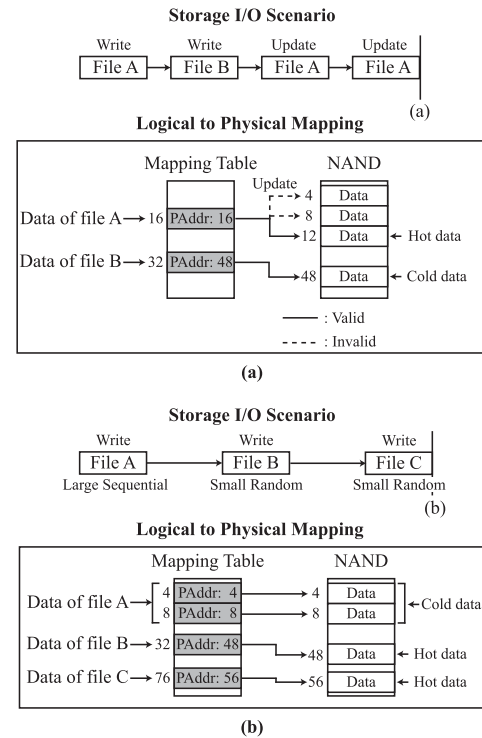 Storage I/O Scenario
Write Write Update Update
File A File B File A File A
(a)
Logical to Physical Mapping
Mapping Table NAND
Update
4 Data
8 Data
Data of file A 16 PAddr: 16 12 Data Hot data
Data of file B 32 PAddr: 48 48 Data Cold data
: Valid
: Invalid
(a)
Storage I/O Scenario
Write Write Write
File A File B File C
Large Sequential Small Random Small Random
(b)
Logical to Physical Mapping
Mapping Table NAND
4 PAddr: 4 4 Data
Data of file A Cold data
8 PAddr: 8 8 Data
Data of file B 32 PAddr: 48 48 Data Hot data
Data of file C 76 PAddr: 56 56 Data Hot data
(b)